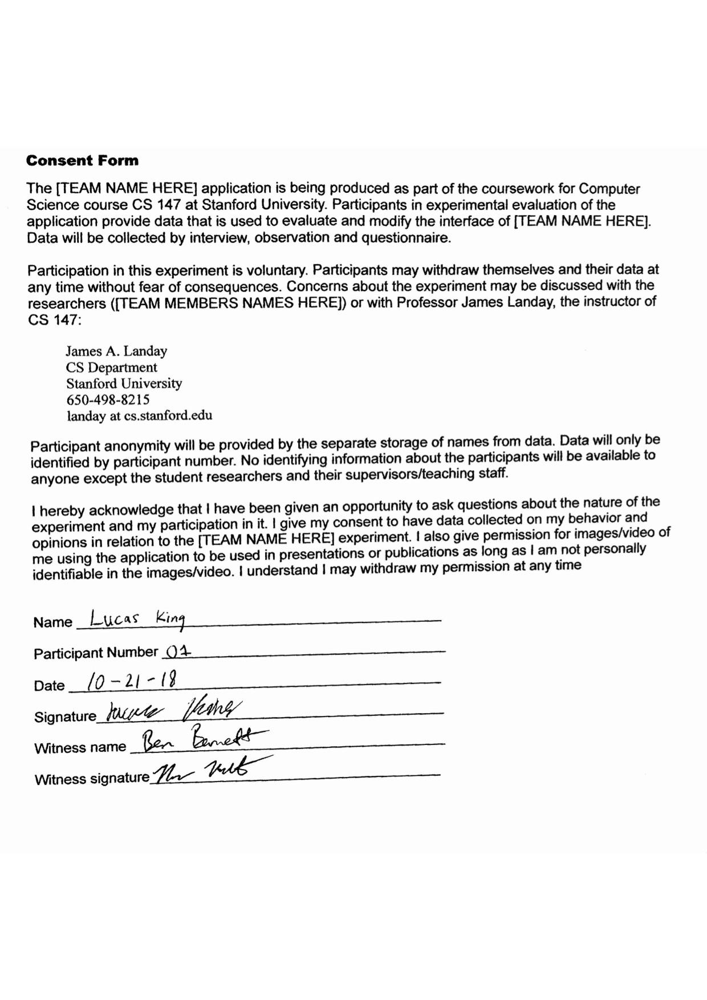 Consent Form
The [TEAM NAME HERE] application is being produced as part of the coursework for Computer
Science course CS 147 at Stanford University. Participants in experimental evaluation of the
application provide data that is used to evaluate and modify the interface of [TEAM NAME HERE].
Data will be collected by interview, observation and questionnaire.
Participation in this experiment is voluntary. Participants may withdraw themselves and their data at
any time without fear of consequences. Concerns about the experiment may be discussed with the
researchers ([TEAM MEMBERS NAMES HERE]) or with Professor James Landay, the instructor of
CS 147:
James A. Landay
CS Department
Stanford University
650-498-8215
landay at cs.stanford.edu
Participant anonymity will be provided by the separate storage of names from data. Data will only be
identified by participant number. No identifying information about the participants will be available to
anyone except the student researchers and their supervisors/teaching staff.
I hereby acknowledge that I have been given an opportunity to ask questions about the nature of the
experiment and my participation in it. I give my consent to have data collected on my behavior and
opinions in relation to the [TEAM NAME HERE] experiment. I also give permission for images/video of
me using the application to be used in presentations or publications as long as I am not personally
identifiable in the images/video. I understand I may withdraw my permission at any time
Name Lucas King
Participant Number 01
Date 10-21-18
Signature
Witness name Ben Bennett
Witness signature